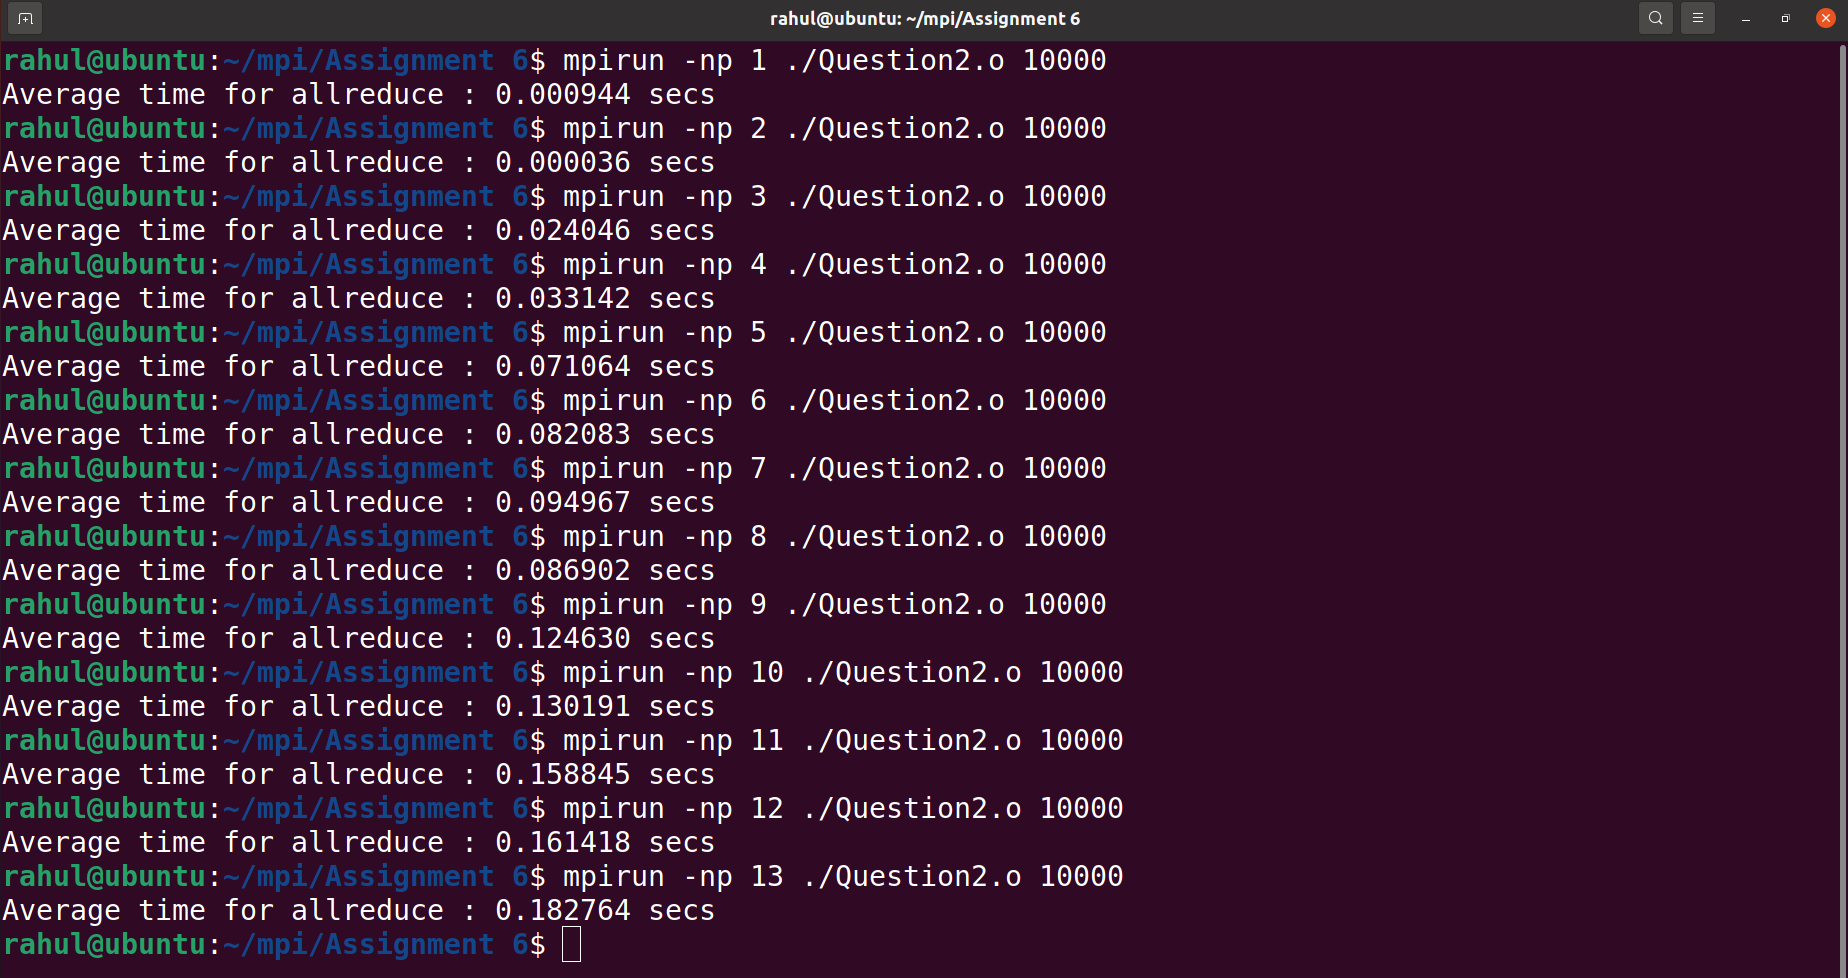 rahul@ubuntu: ~/mpi/Assignment 6
rahul@ubuntu:~/mpi/Assignment 6$ mpirun -np 1 ./Question2.o 10000
Average time for allreduce : 0.000944 secs
rahul@ubuntu:~/mpi/Assignment 6$ mpirun -np 2 ./Question2.o 10000
Average time for allreduce : 0.000036 secs
rahul@ubuntu:~/mpi/Assignment 6$ mpirun -np 3 ./Question2.o 10000
Average time for allreduce : 0.024046 secs
rahul@ubuntu:~/mpi/Assignment 6$ mpirun -np 4 ./Question2.o 10000
Average time for allreduce : 0.033142 secs
rahul@ubuntu:~/mpi/Assignment 6$ mpirun -np 5 ./Question2.o 10000
Average time for allreduce : 0.071064 secs
rahul@ubuntu:~/mpi/Assignment 6$ mpirun -np 6 ./Question2.o 10000
Average time for allreduce : 0.082083 secs
rahul@ubuntu:~/mpi/Assignment 6$ mpirun -np 7 ./Question2.o 10000
Average time for allreduce : 0.094967 secs
rahul@ubuntu:~/mpi/Assignment 6$ mpirun -np 8 ./Question2.o 10000
Average time for allreduce : 0.086902 secs
rahul@ubuntu:~/mpi/Assignment 6$ mpirun -np 9 ./Question2.o 10000
Average time for allreduce : 0.124630 secs
rahul@ubuntu:~/mpi/Assignment 6$ mpirun -np 10 ./Question2.o 10000
Average time for allreduce : 0.130191 secs
rahul@ubuntu:~/mpi/Assignment 6$ mpirun -np 11 ./Question2.o 10000
Average time for allreduce : 0.158845 secs
rahul@ubuntu:~/mpi/Assignment 6$ mpirun -np 12 ./Question2.o 10000
Average time for allreduce : 0.161418 secs
rahul@ubuntu:~/mpi/Assignment 6$ mpirun -np 13 ./Question2.o 10000
Average time for allreduce : 0.182764 secs
rahul@ubuntu:~/mpi/Assignment 6$